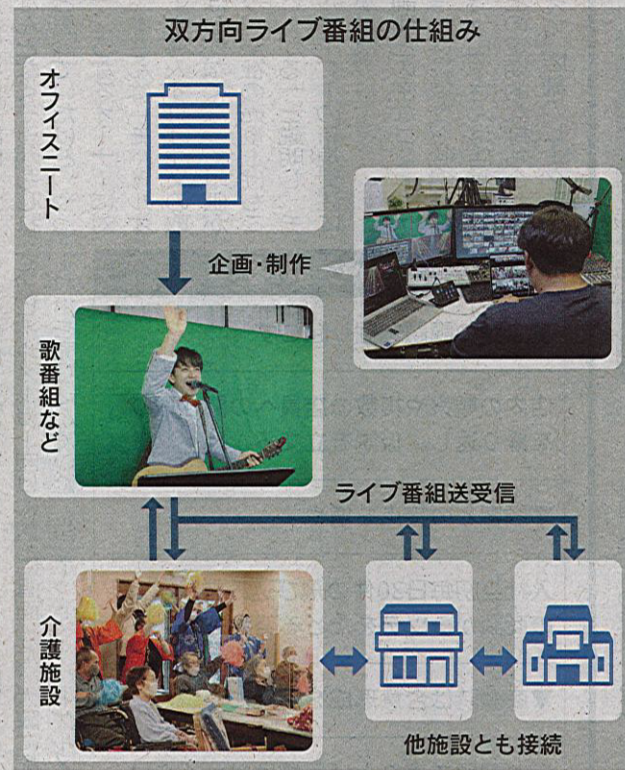 双方向ライブ番組の仕組み
オフィスニート
企画・制作
歌番組など
ライブ番組送受信
介護施設
他施設とも接続